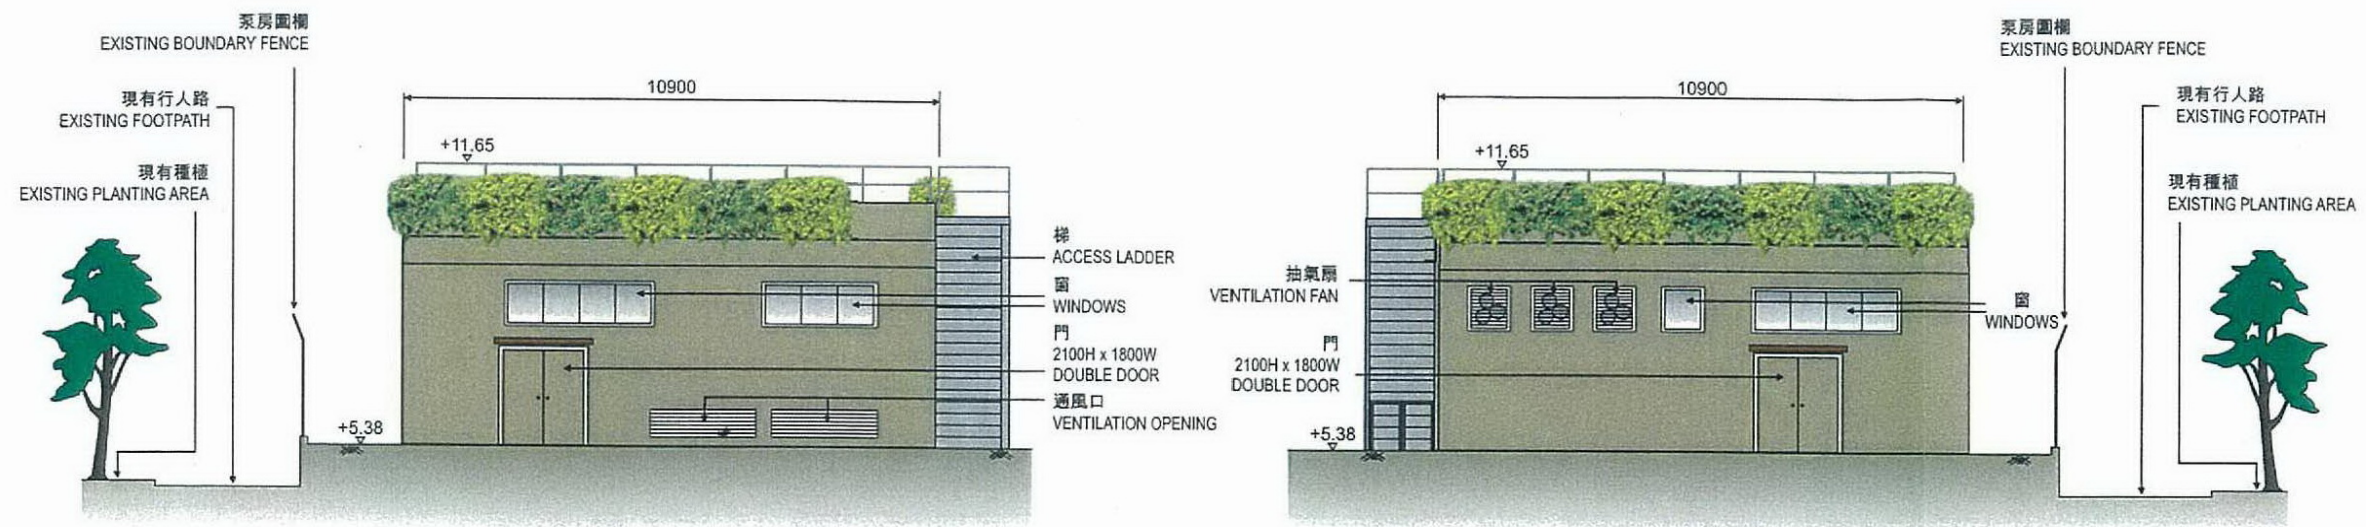 泵房圍欄
EXISTING BOUNDARY FENCE
現有行人路
EXISTING FOOTPATH
現有種植
EXISTING PLANTING AREA
10900
+11.65
+5.38
梯
ACCESS LADDER
窗
WINDOWS
門
2100H x 1800W
DOUBLE DOOR
通風口
VENTILATION OPENING
10900
+11.65
+5.38
抽氣扇
VENTILATION FAN
門
2100H x 1800W
DOUBLE DOOR
窗
WINDOWS
泵房圍欄
EXISTING BOUNDARY FENCE
現有行人路
EXISTING FOOTPATH
現有種植
EXISTING PLANTING AREA